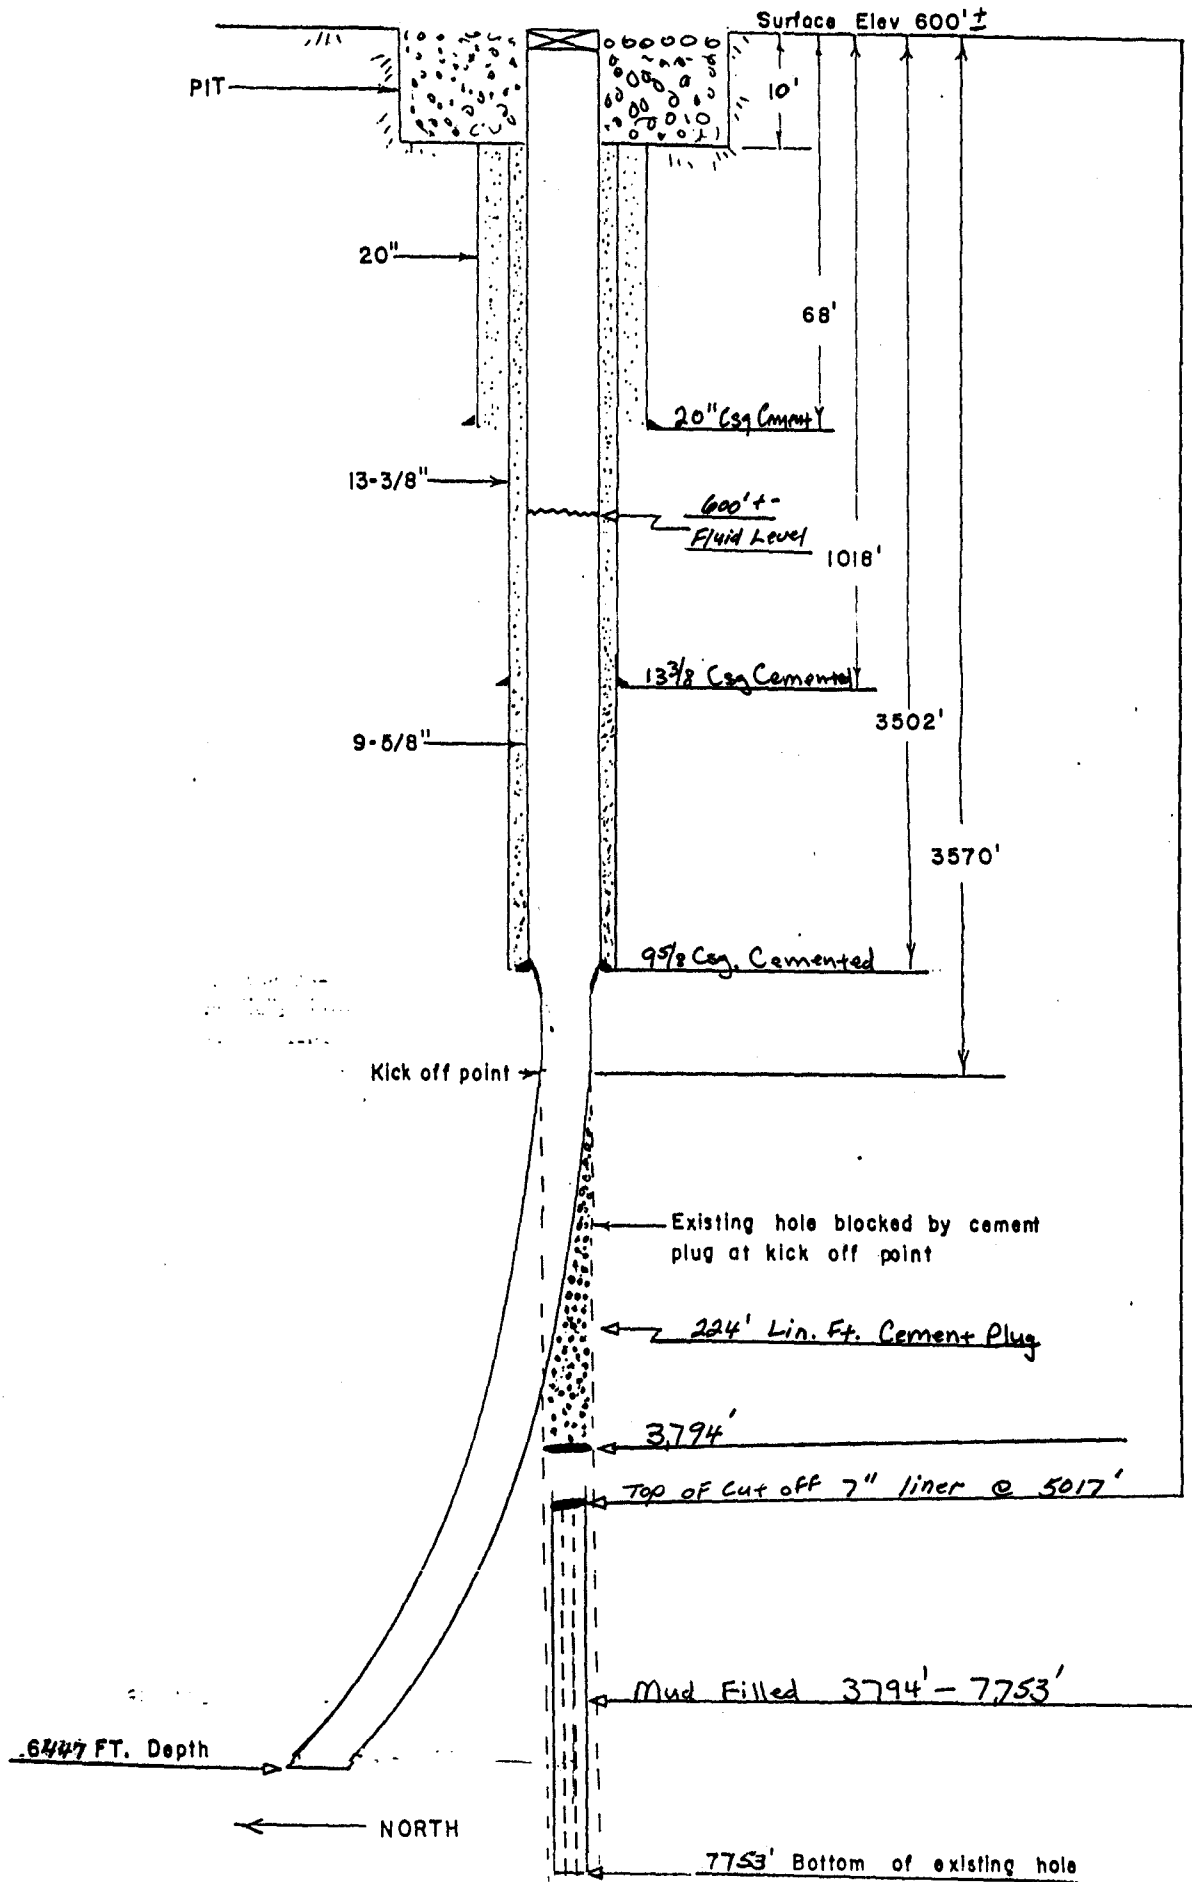 Surface Elev 600'±
PIT
10'
20"
68'
20" Csg Cmmt
13-3/8"
600'+-
Fluid Level
1018'
13 3/8 Csg Cemented
3502'
9-5/8"
3570'
9 5/8 Csg. Cemented
Kick off point
Existing hole blocked by cement
plug at kick off point
224' Lin. Ft. Cement Plug
3,794'
Top of Cut off 7" liner @ 5017'
Mud Filled 3794' – 7,753'
FT. Depth
NORTH
7753' Bottom of existing hole